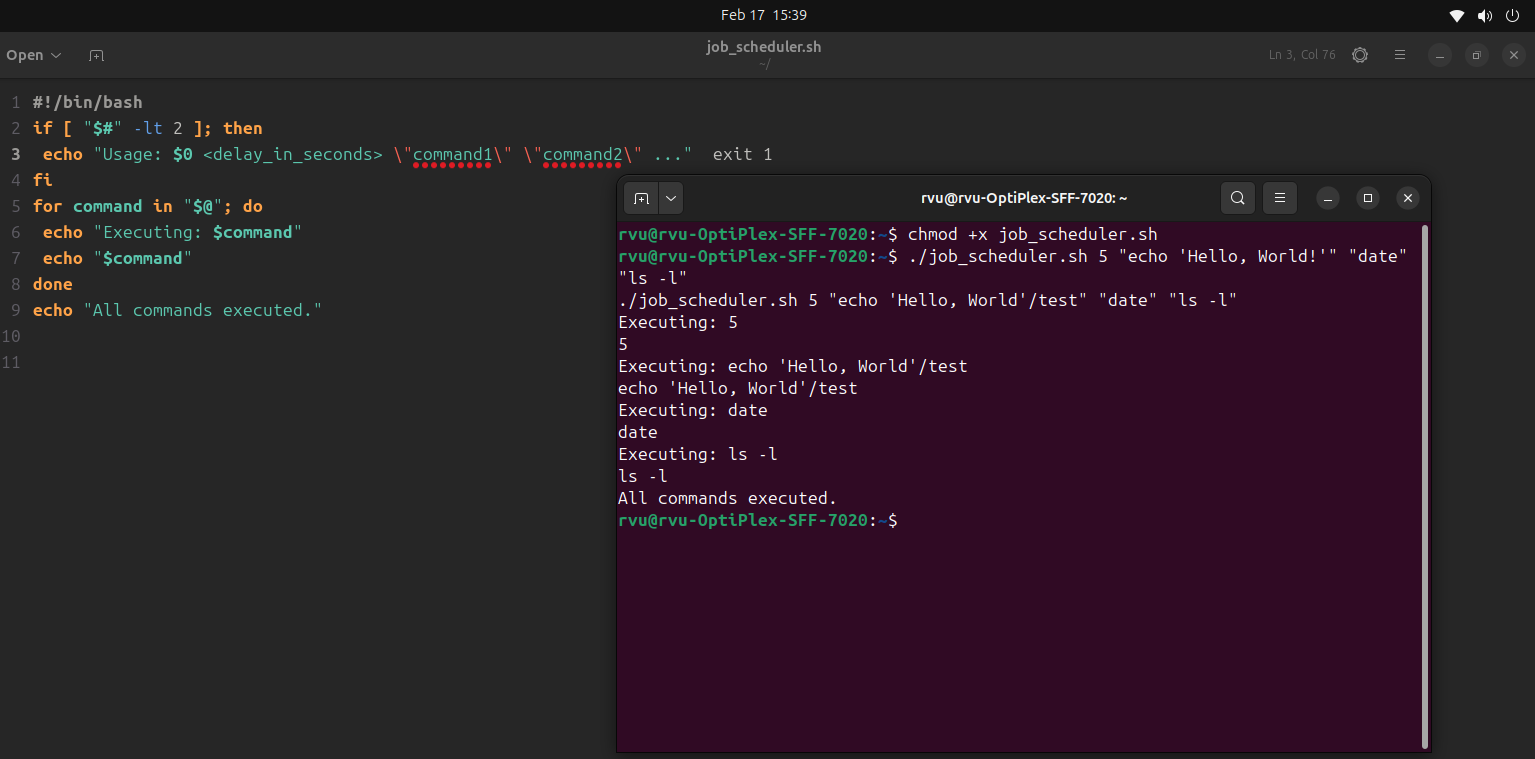 Feb 17 15:39
Open
job_scheduler.sh
~/
Ln 3, Col 76
1 #!/bin/bash
2 if [ "$#" -lt 2 ]; then
3  echo "Usage: $0 <delay_in_seconds> \"command1\" \"command2\" ..."  exit 1
4 fi
5 for command in "$@"; do
6  echo "Executing: $command"
7  echo "$command"
8 done
9 echo "All commands executed."
10
11
rvu@rvu-OptiPlex-SFF-7020: ~
rvu@rvu-OptiPlex-SFF-7020:~$ chmod +x job_scheduler.sh
rvu@rvu-OptiPlex-SFF-7020:~$ ./job_scheduler.sh 5 "echo 'Hello, World!'" "date"
"ls -l"
./job_scheduler.sh 5 "echo 'Hello, World'/test" "date" "ls -l"
Executing: 5
5
Executing: echo 'Hello, World'/test
echo 'Hello, World'/test
Executing: date
date
Executing: ls -l
ls -l
All commands executed.
rvu@rvu-OptiPlex-SFF-7020:~$